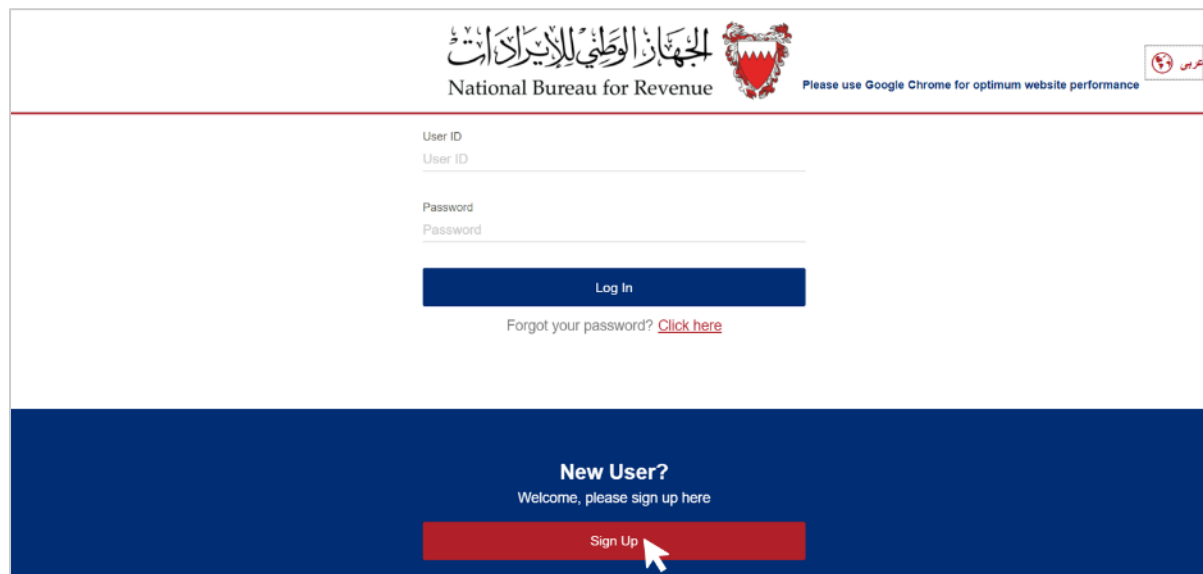 الجهاز الوطني للإيرادات
National Bureau for Revenue
Please use Google Chrome for optimum website performance
عربي
User ID
User ID
Password
Password
Log In
Forgot your password? Click here
New User?
Welcome, please sign up here
Sign Up